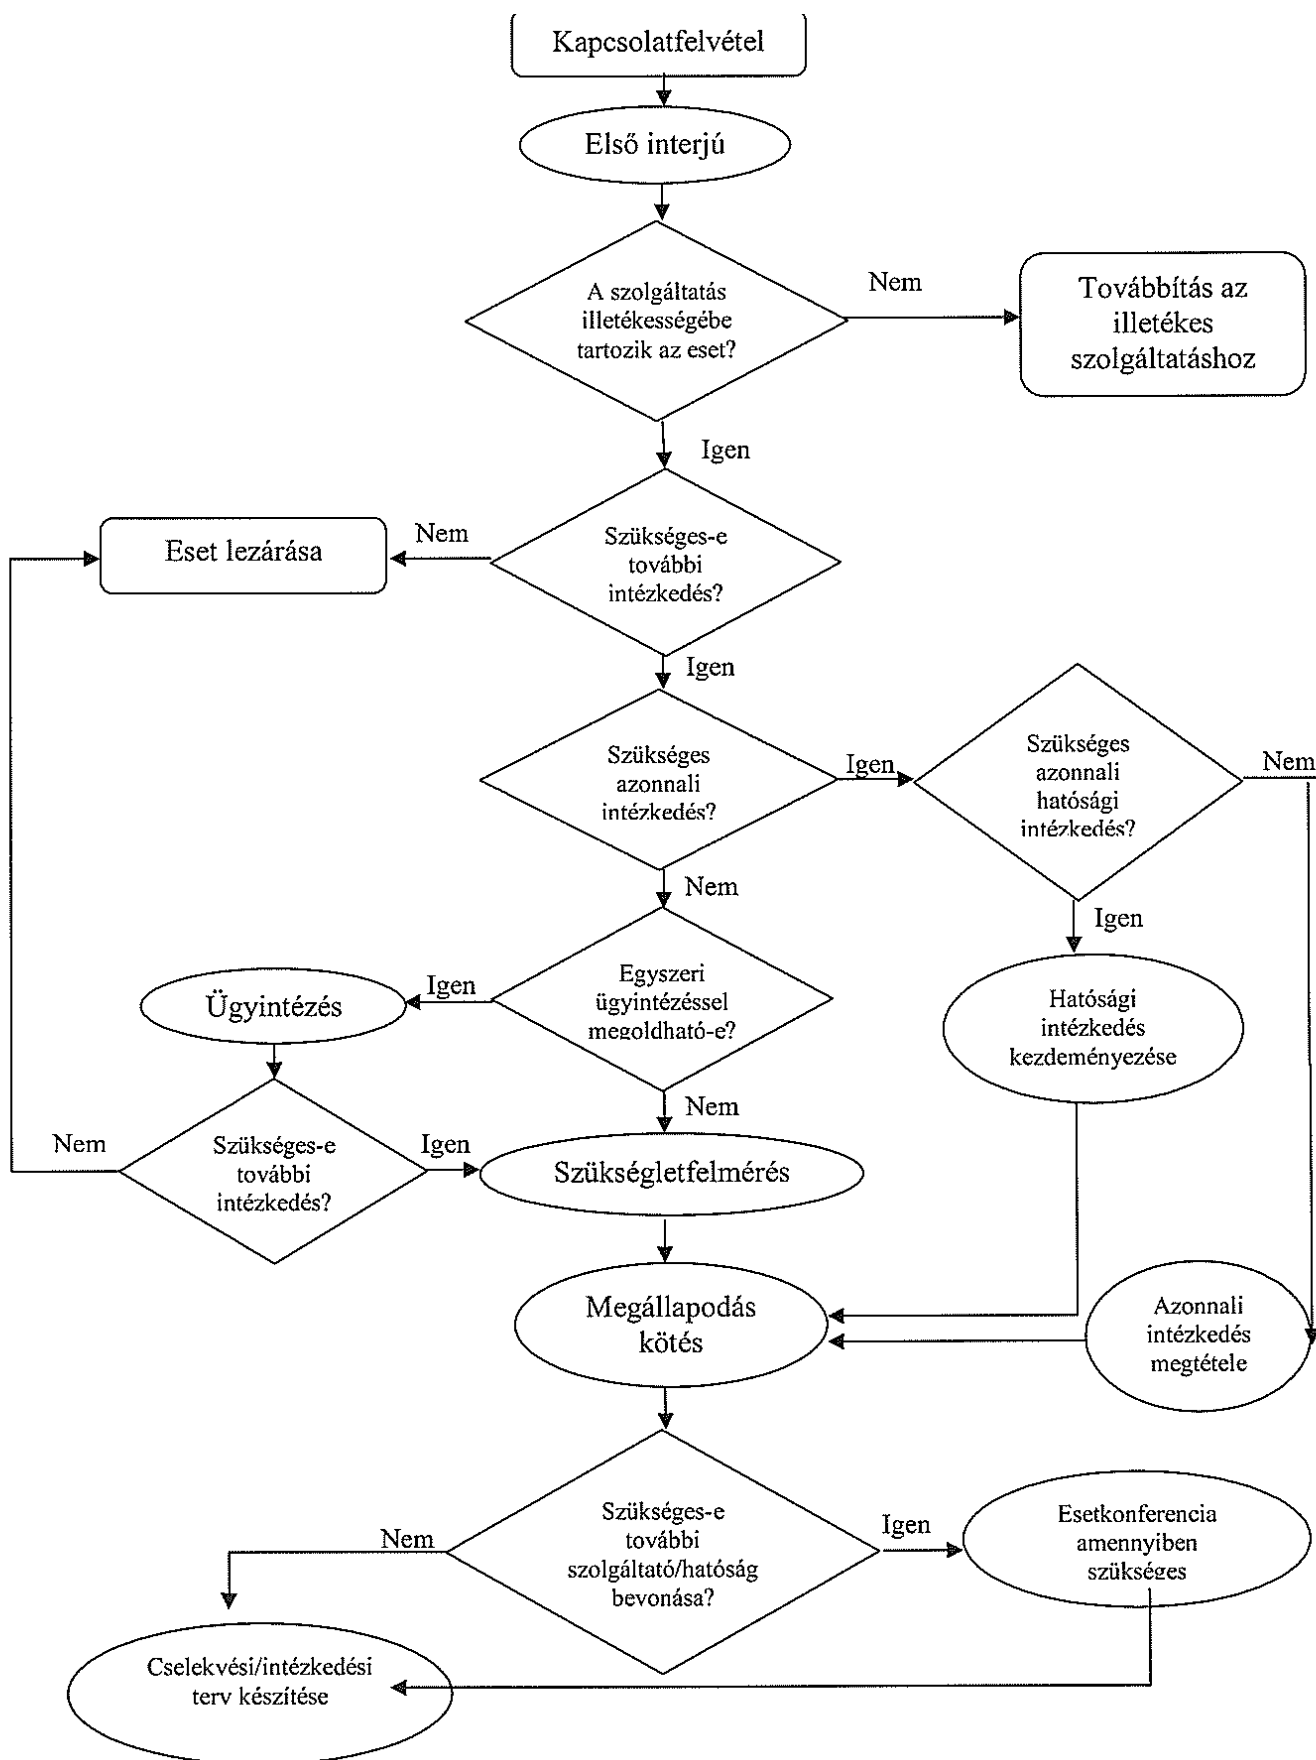 Kapcsolatfelvétel
Első interjú
A szolgáltatás
illetékességébe
tartozik az eset?
Nem
Továbbítás az
illetékes
szolgáltatáshoz
Igen
Szükséges-e
további
intézkedés?
Nem
Eset lezárása
Igen
Szükséges
azonnali
intézkedés?
Igen
Szükséges
azonnali
hatósági
intézkedés?
Nem
Nem
Igen
Egyszeri
ügyintézéssel
megoldható-e?
Igen
Ügyintézés
Hatósági
intézkedés
kezdeményezése
Nem
Nem
Szükséges-e
további
intézkedés?
Igen
Szükségletfelmérés
Megállapodás
kötés
Azonnali
intézkedés
megtétele
Szükséges-e
további
szolgáltató/hatóság
bevonása?
Nem
Igen
Esetkonferencia
amennyiben
szükséges
Cselekvési/intézkedési
terv készítése